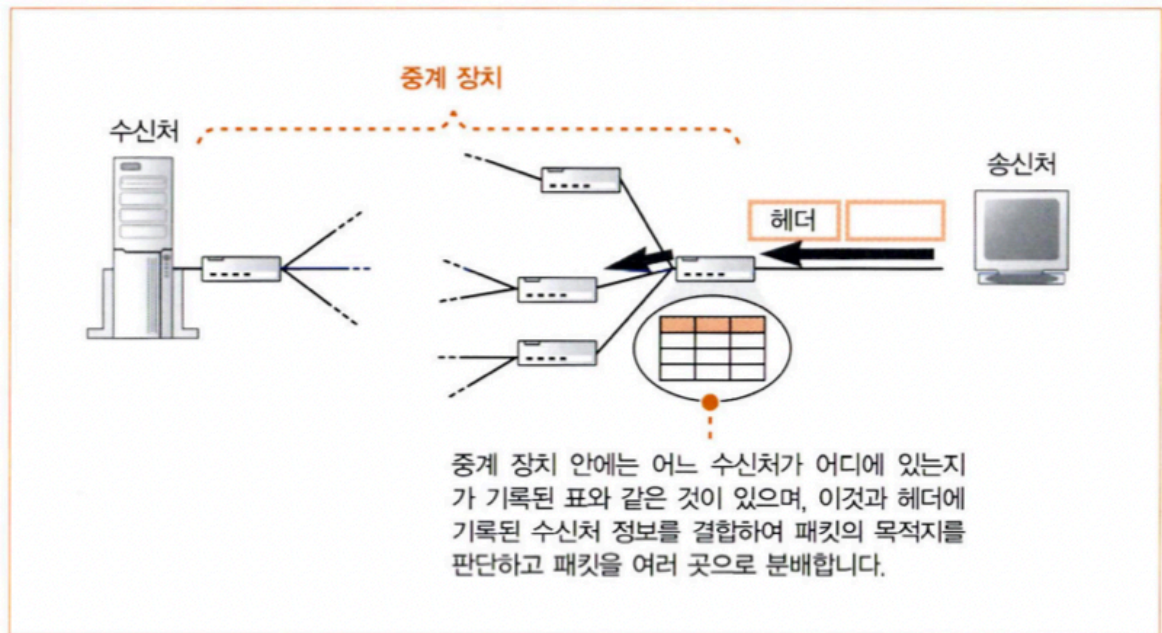 중계 장치
수신처
송신처
헤더
중계 장치 안에는 어느 수신처가 어디에 있는지
가 기록된 표와 같은 것이 있으며, 이것과 헤더에
기록된 수신처 정보를 결합하여 패킷의 목적지를
판단하고 패킷을 여러 곳으로 분배합니다.